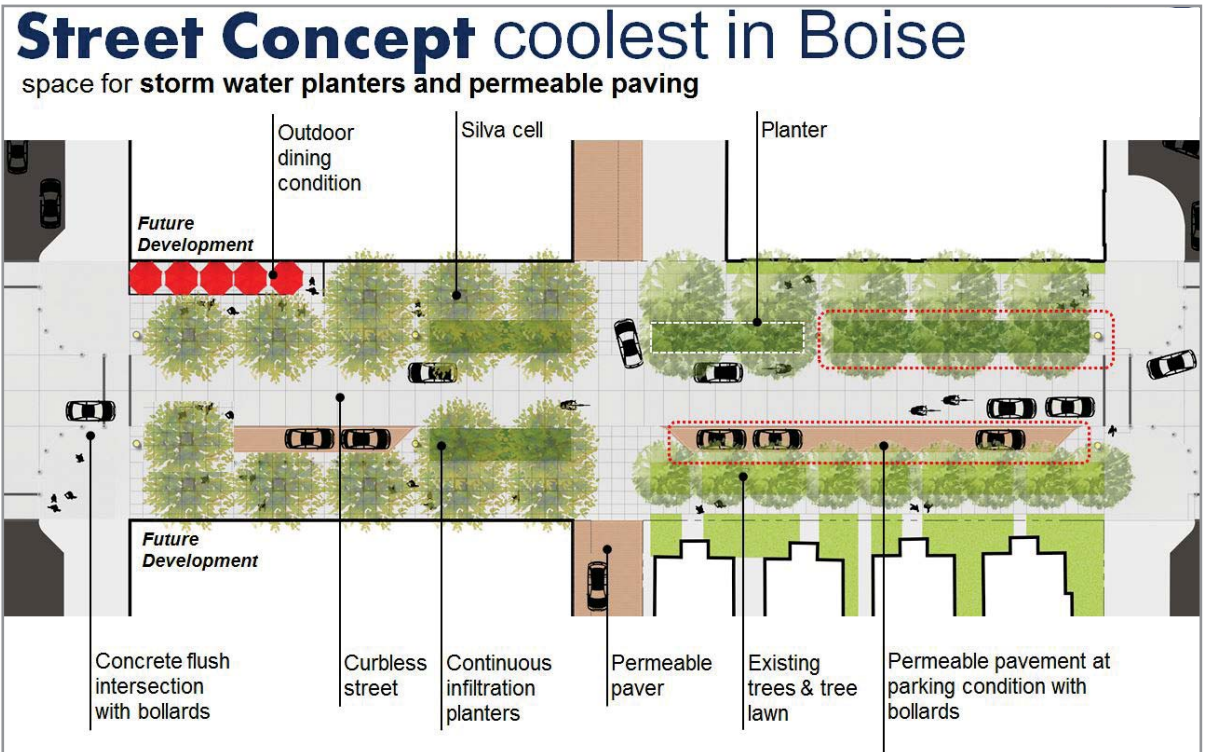 Street Concept coolest in Boise
space for storm water planters and permeable paving
Outdoor
dining
condition
Silva cell
Planter
Future
Development
Future
Development
Concrete flush
intersection
with bollards
Curbless
street
Continuous
infiltration
planters
Permeable
paver
Existing
trees & tree
lawn
Permeable pavement at
parking condition with
bollards